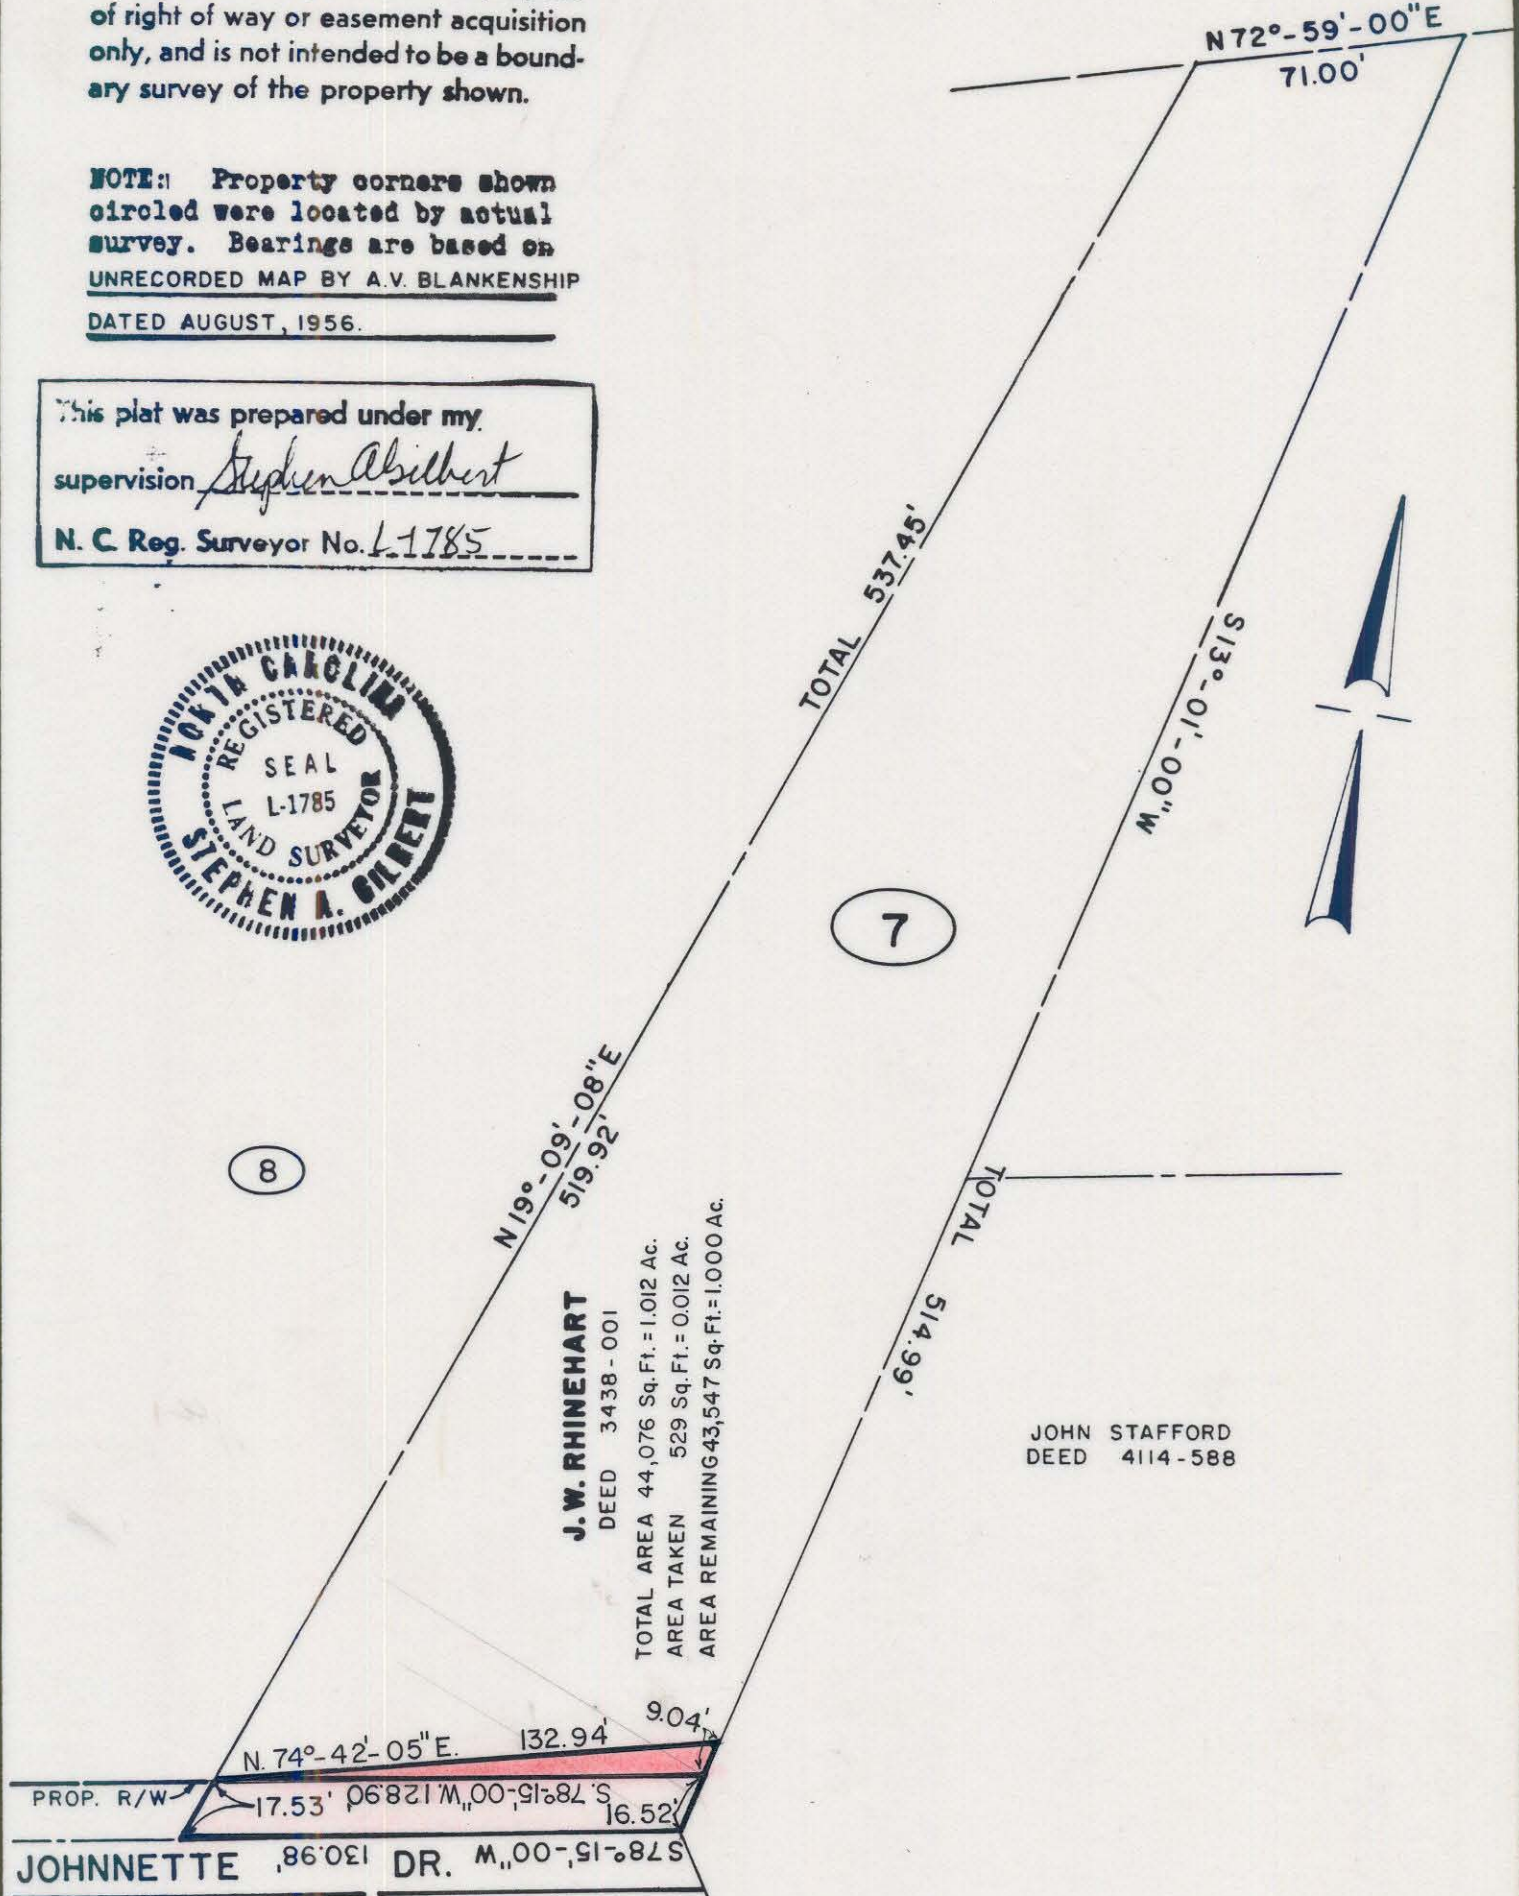 of right of way or easement acquisition
only, and is not intended to be a bound-
ary survey of the property shown.
NOTE: Property corners shown
circled were located by actual
survey. Bearings are based on
UNRECORDED MAP BY A.V. BLANKENSHIP
DATED AUGUST, 1956.
This plat was prepared under my
supervision Stephen A Gilbert
N. C. Reg. Surveyor No. L-1785
NORTH CAROLINA
REGISTERED
SEAL
L-1785
LAND SURVEYOR
STEPHEN A. GILBERT
N 72°-59'-00"E
71.00'
TOTAL 537.45'
S13°-01'-00"W
7
N 19°-09'-08"E
519.92'
8
TOTAL 514.99'
J.W. RHINEHART
DEED 3438-001
TOTAL AREA 44,076 Sq.Ft.=1.012 Ac.
AREA TAKEN 529 Sq.Ft.=0.012 Ac.
AREA REMAINING 43,547 Sq.Ft.=1.000 Ac.
JOHN STAFFORD
DEED 4114-588
9.04'
N. 74°-42'-05"E. 132.94'
PROP. R/W
17.53'
S.78°-15'-00"W. 128.90'
16.52'
JOHNNETTE DR.
S78°-15'-00"W 130.98'